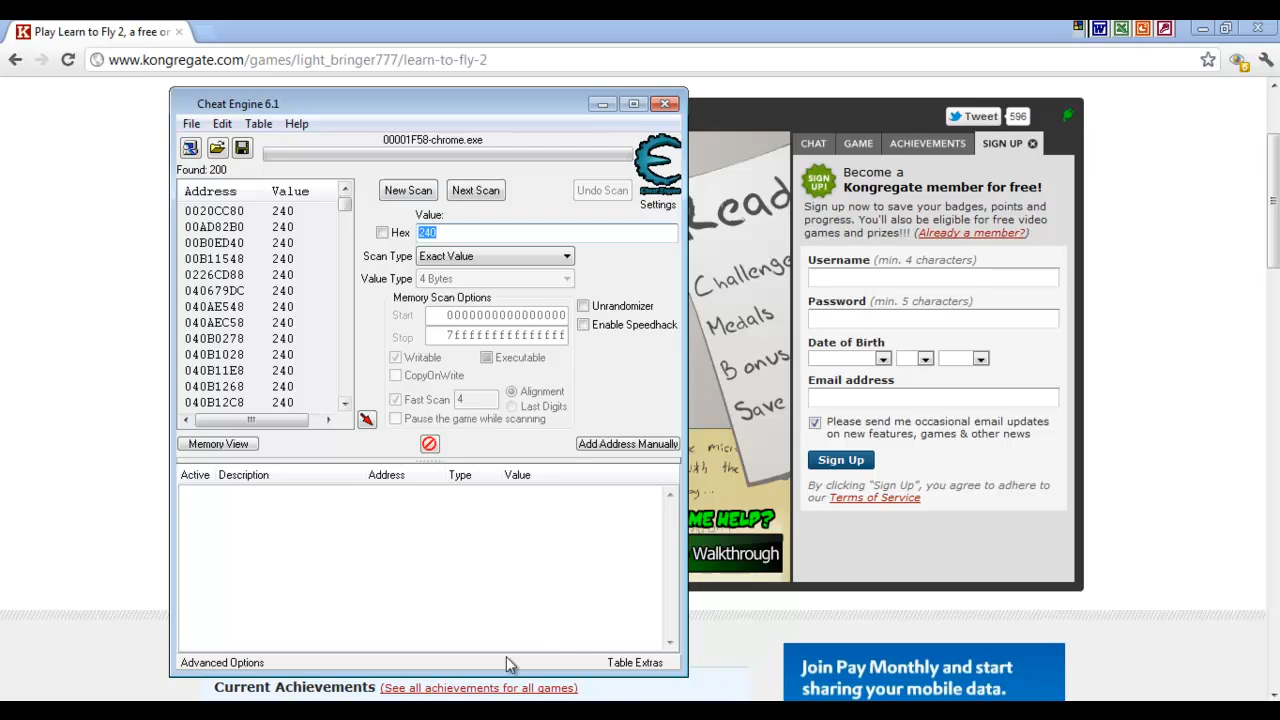 Play Learn to Fly 2, a free or
www.kongregate.com/games/light_bringer777/learn-to-fly-2
Cheat Engine 6.1
File Edit Table Help
00001F58-chrome.exe
Found: 200
Address Value
0020CC80 240
00AD82B0 240
00B0ED40 240
00B11548 240
0226CD88 240
040679DC 240
040AE548 240
040AEC58 240
040B0278 240
040B1028 240
040B11E8 240
040B1268 240
040B12C8 240
New Scan Next Scan Undo Scan
Cheat Engine
Settings
Value:
Hex 240
Scan Type Exact Value
Value Type 4 Bytes
Memory Scan Options
Start 0000000000000000
Stop 7fffffffffffffff
Writable Executable
CopyOnWrite
Fast Scan 4 Alignment
Last Digits
Pause the game while scanning
Unrandomizer
Enable Speedhack
Memory View Add Address Manually
Active Description Address Type Value
Advanced Options Table Extras
Tweet 596
CHAT GAME ACHIEVEMENTS SIGN UP
Challenge
Medals
Bonus
Save
with the
ME HELP?
Walkthrough
SIGN UP!
Become a
Kongregate member for free!
Sign up now to save your badges, points and
progress. You'll also be eligible for free video
games and prizes!!! (Already a member?)
Username (min. 4 characters)
Password (min. 5 characters)
Date of Birth
Email address
Please send me occasional email updates
on new features, games & other news
Sign Up
By clicking "Sign Up", you agree to adhere to
our Terms of Service
Current Achievements (See all achievements for all games)
Join Pay Monthly and start
sharing your mobile data.